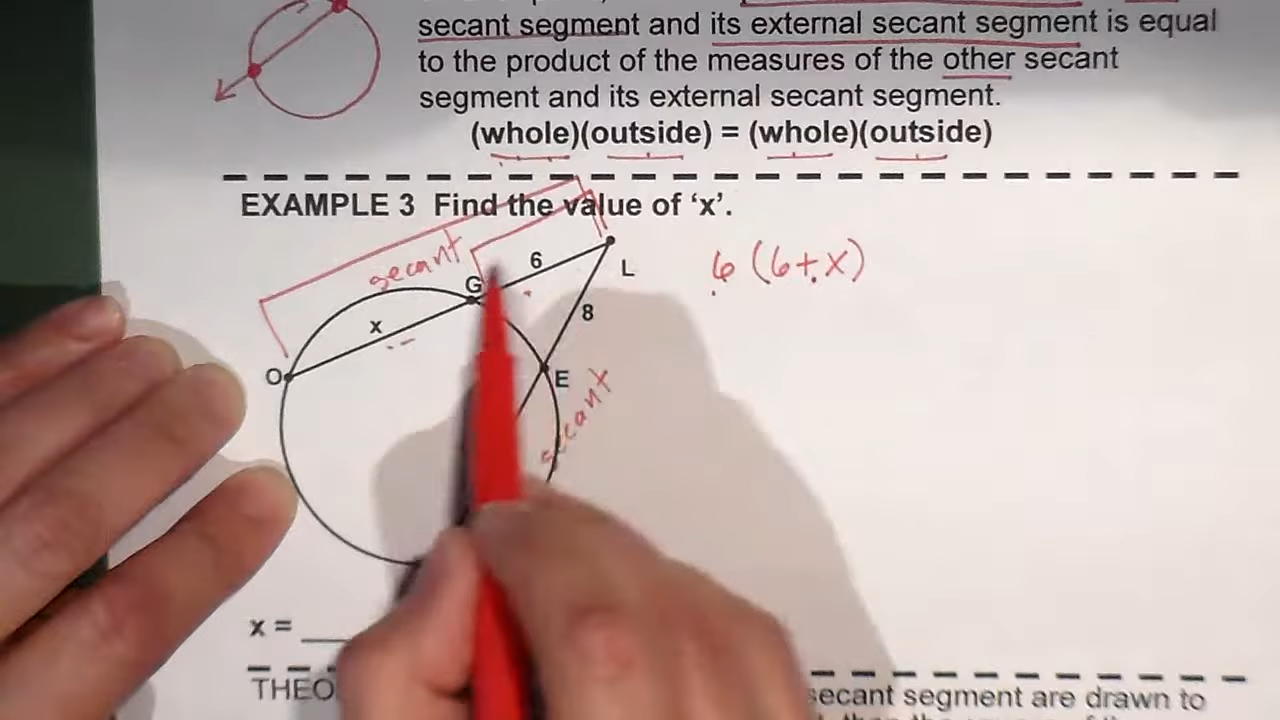 secant segment and its external secant segment is equal
to the product of the measures of the other secant
segment and its external secant segment.
(whole)(outside) = (whole)(outside)
EXAMPLE 3 Find the value of ‘x’.
secant
6
L
6(6+x)
G
8
x
O
E
secant
x =
secant segment are drawn to